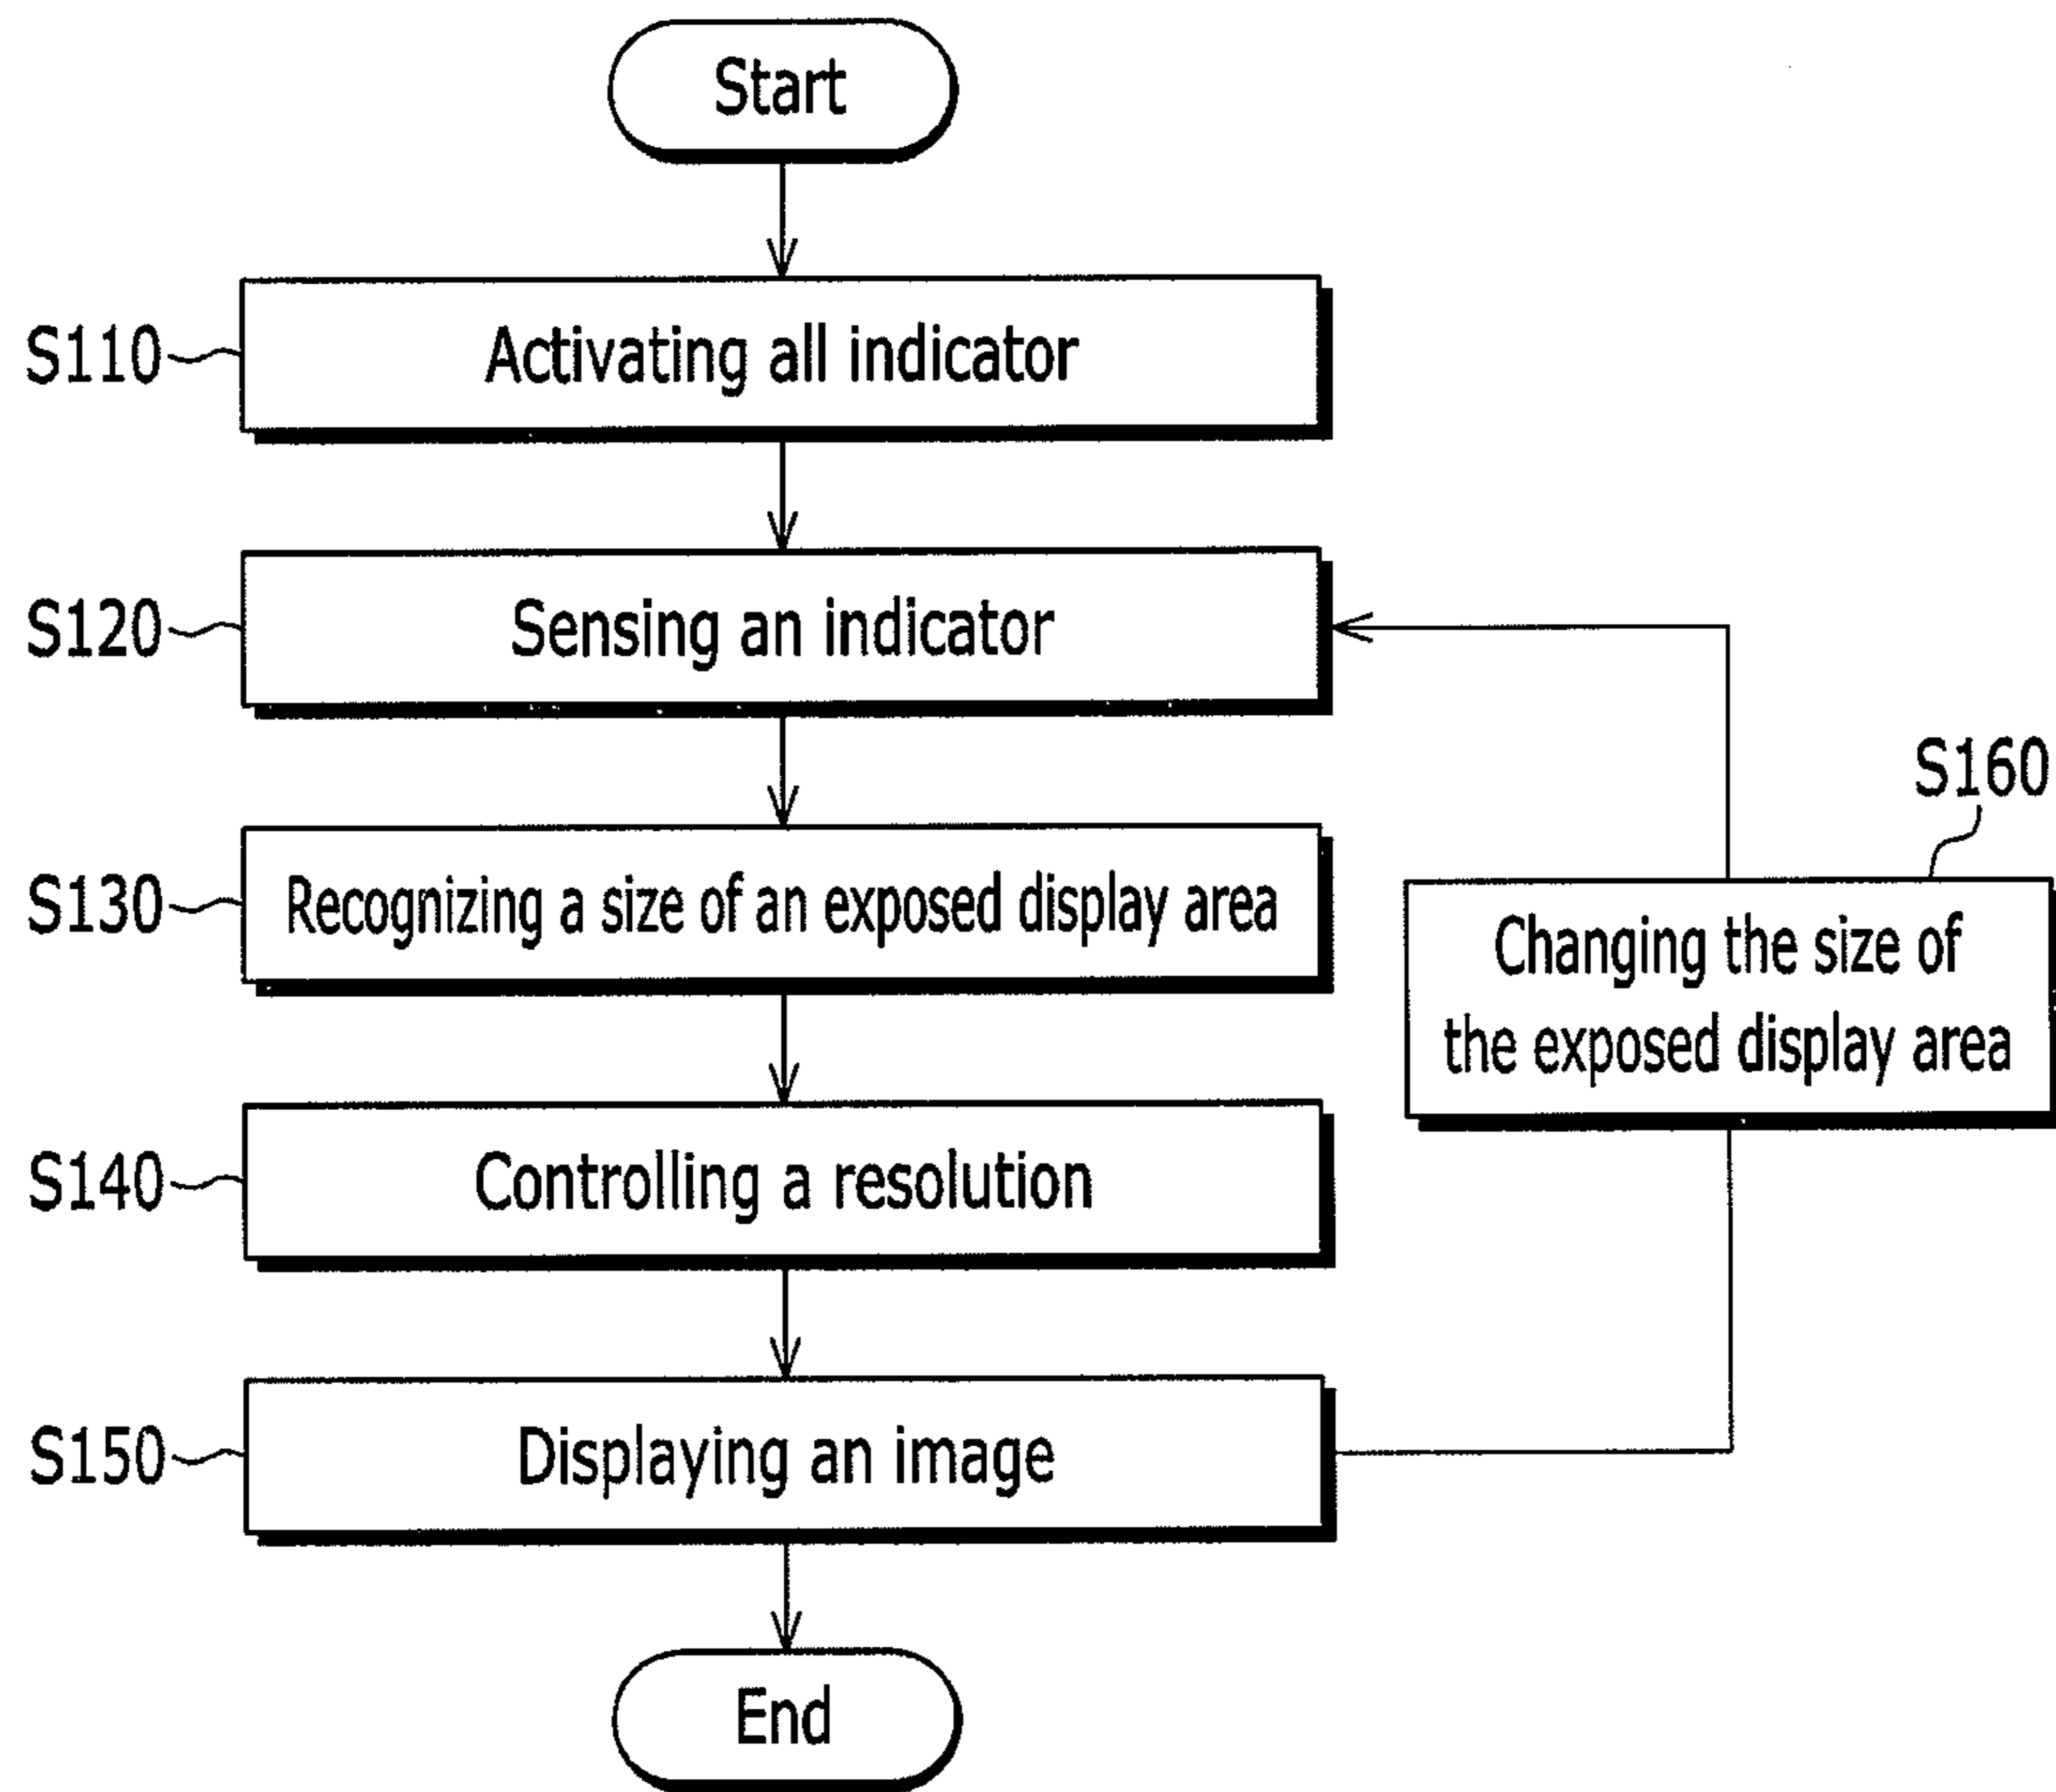 Start
S110
Activating all indicator
S120
Sensing an indicator
S130
Recognizing a size of an exposed display area
S160
Changing the size of
the exposed display area
S140
Controlling a resolution
S150
Displaying an image
End